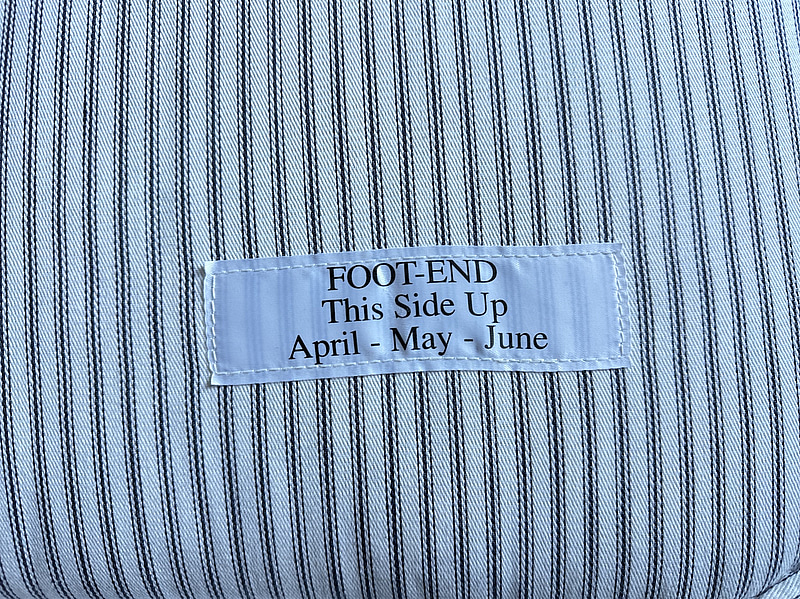 FOOT-END
This Side Up
April - May - June